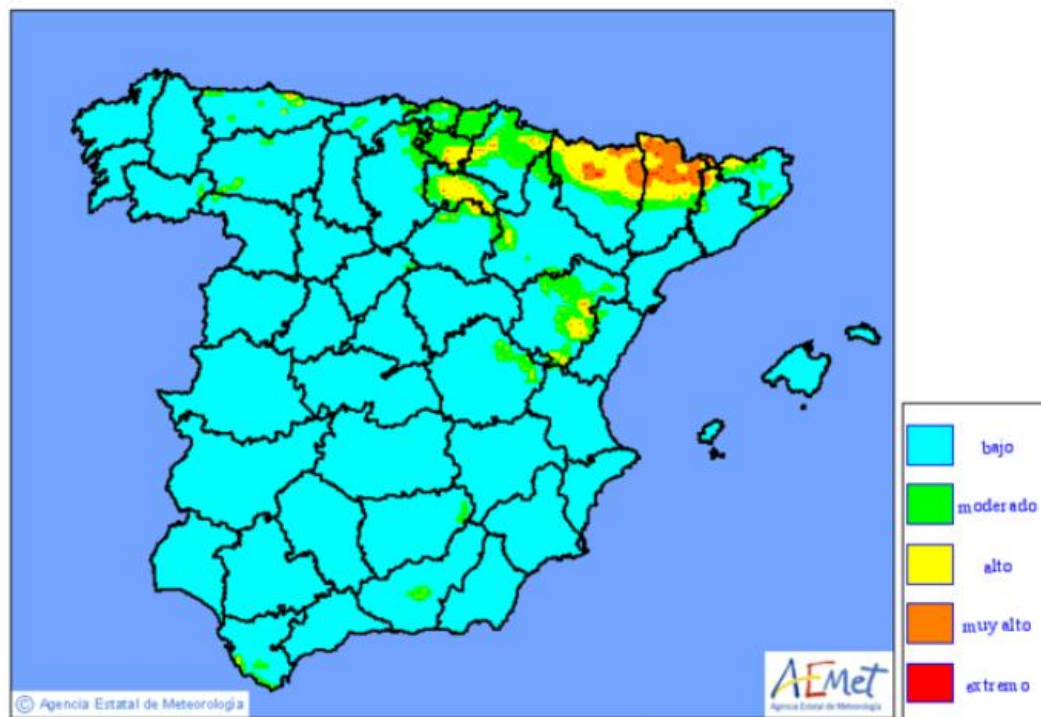 bajo
moderado
alto
muy alto
extremo
© Agencia Estatal de Meteorología
AEMet
Agencia Estatal de Meteorología